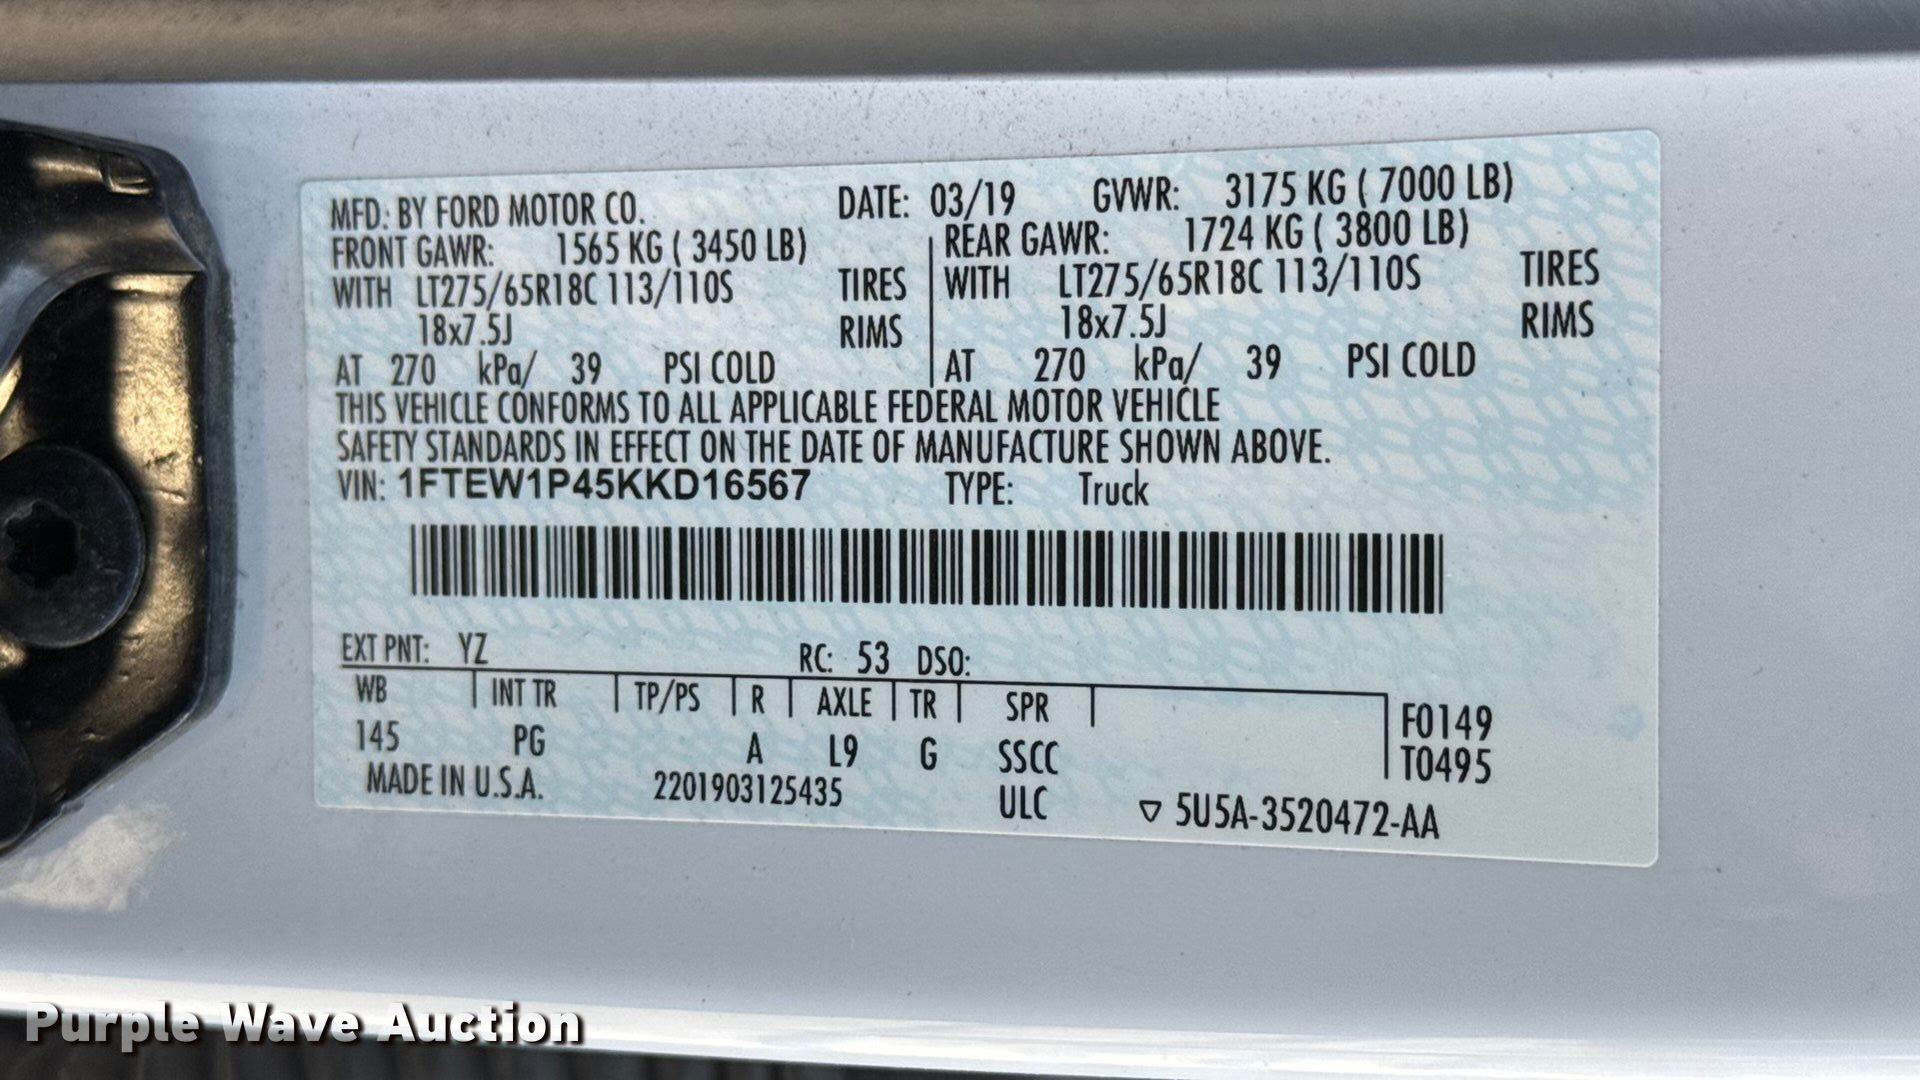 MFD: BY FORD MOTOR CO. DATE: 03/19 GVWR: 3175 KG ( 7000 LB)
FRONT GAWR: 1565 KG ( 3450 LB) REAR GAWR: 1724 KG ( 3800 LB)
WITH LT275/65R18C 113/110S TIRES WITH LT275/65R18C 113/110S TIRES
18x7.5J RIMS 18x7.5J RIMS
AT 270 kPa/ 39 PSI COLD AT 270 kPa/ 39 PSI COLD
THIS VEHICLE CONFORMS TO ALL APPLICABLE FEDERAL MOTOR VEHICLE
SAFETY STANDARDS IN EFFECT ON THE DATE OF MANUFACTURE SHOWN ABOVE.
VIN: 1FTEW1P45KKD16567 TYPE: Truck
EXT PNT: YZ RC: 53 DSO:
WB INT TR TP/PS R AXLE TR SPR F0149
145 PG A L9 G SSCC T0495
MADE IN U.S.A. 2201903125435 ULC ▽ 5U5A-3520472-AA
Purple Wave Auction